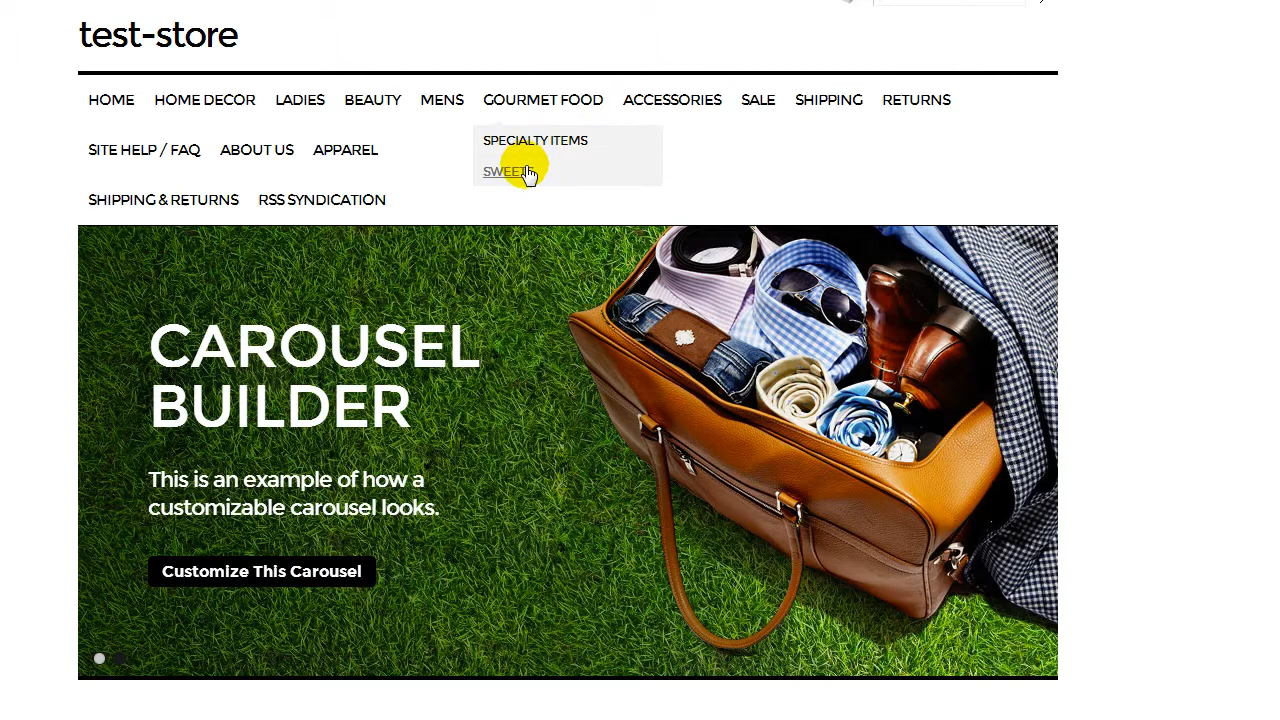 test-store
HOME HOME DECOR LADIES BEAUTY MENS GOURMET FOOD ACCESSORIES SALE SHIPPING RETURNS
SPECIALTY ITEMS
SITE HELP / FAQ ABOUT US APPAREL
SWEETS
SHIPPING & RETURNS RSS SYNDICATION
CAROUSEL
BUILDER
This is an example of how a
customizable carousel looks.
Customize This Carousel